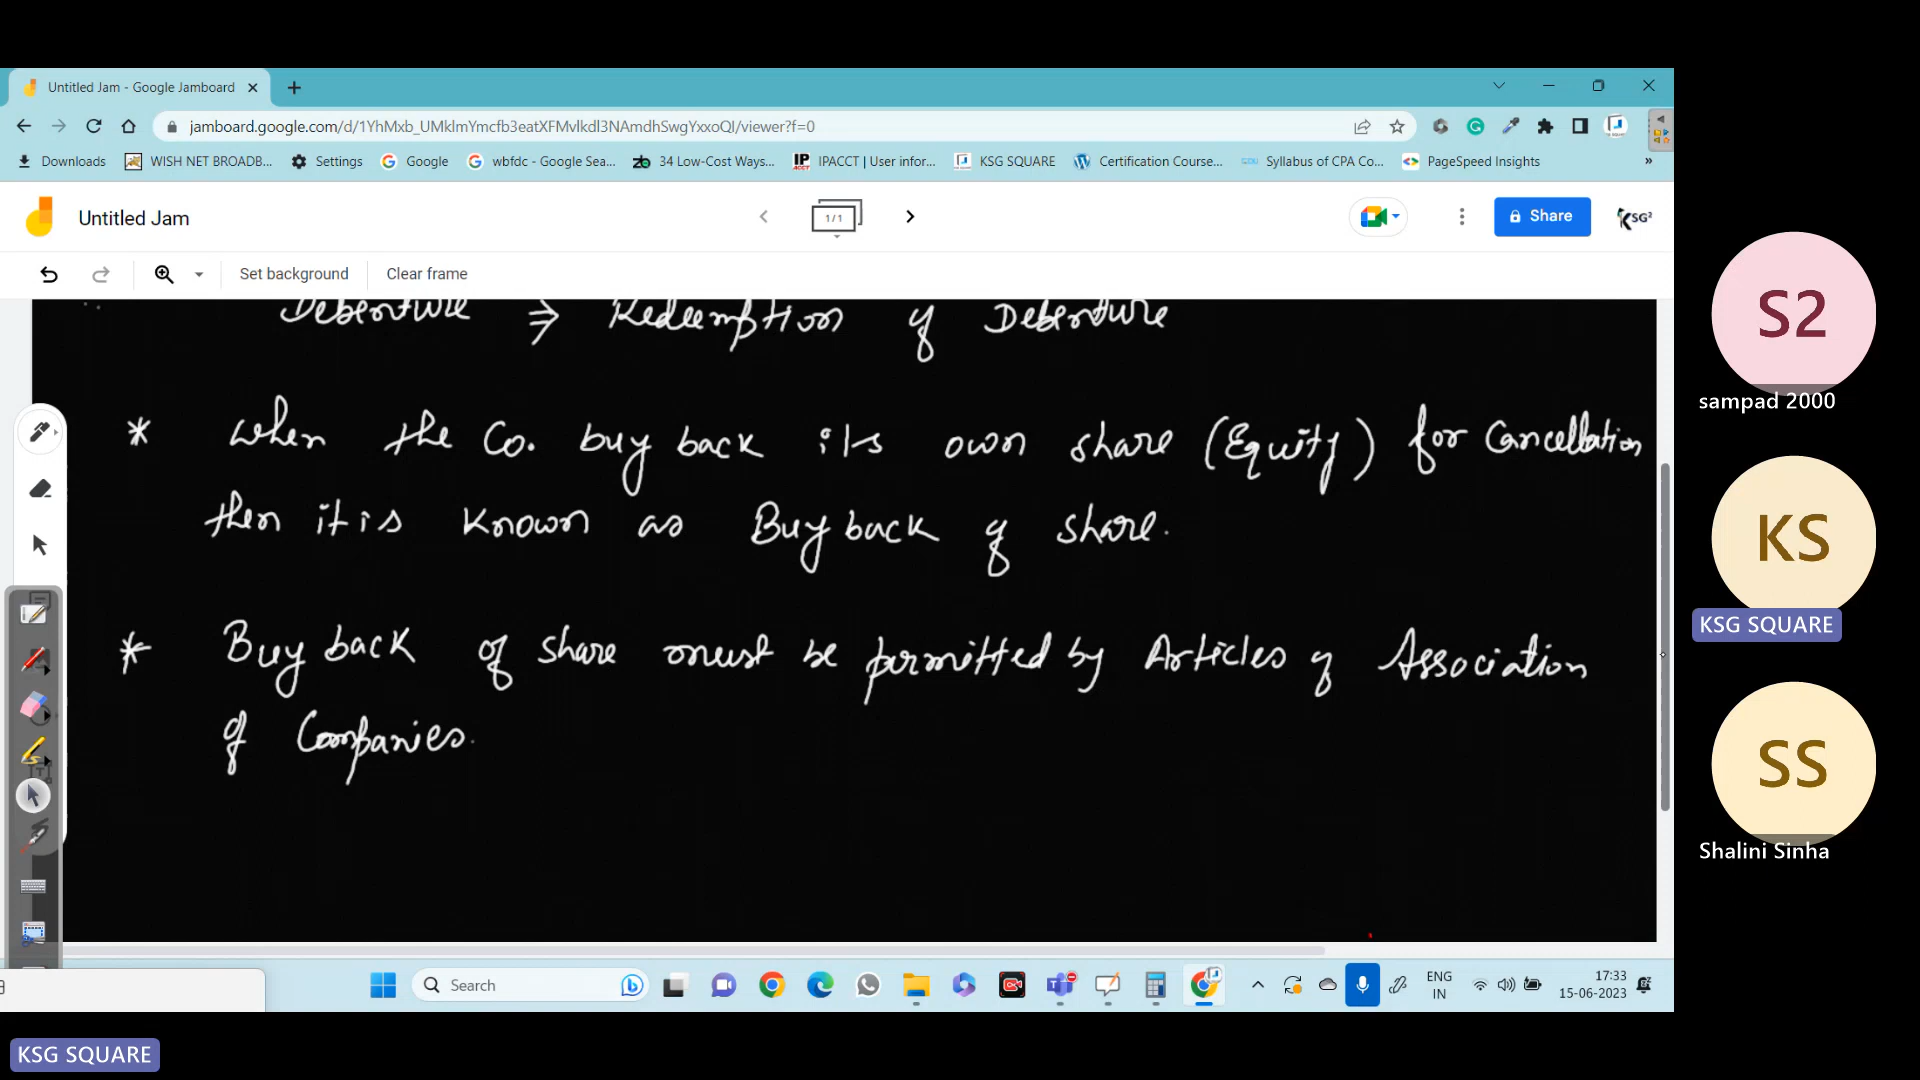 Untitled Jam - Google Jamboard
jamboard.google.com/d/1YhMxb_UMklmYmcfb3eatXFMvlkdl3NAmdhSwgYxxoQI/viewer?f=0
Downloads WISH NET BROADB... Settings Google wbfdc - Google Sea... 34 Low-Cost Ways... IPACCT | User infor... KSG SQUARE Certification Course... Syllabus of CPA Co... PageSpeed Insights »
Untitled Jam 1/1 Share KSG²
Set background Clear frame
Debenture ⇒ Redemption of Debenture
* When the Co. buy back it's own share (Equity) for Cancellation
then it is known as Buy back of share.
* Buy back of share must be permitted by Articles of Association
of Companies.
S2
sampad 2000
KS
KSG SQUARE
SS
Shalini Sinha
Search
ENG
IN
17:33
15-06-2023
KSG SQUARE